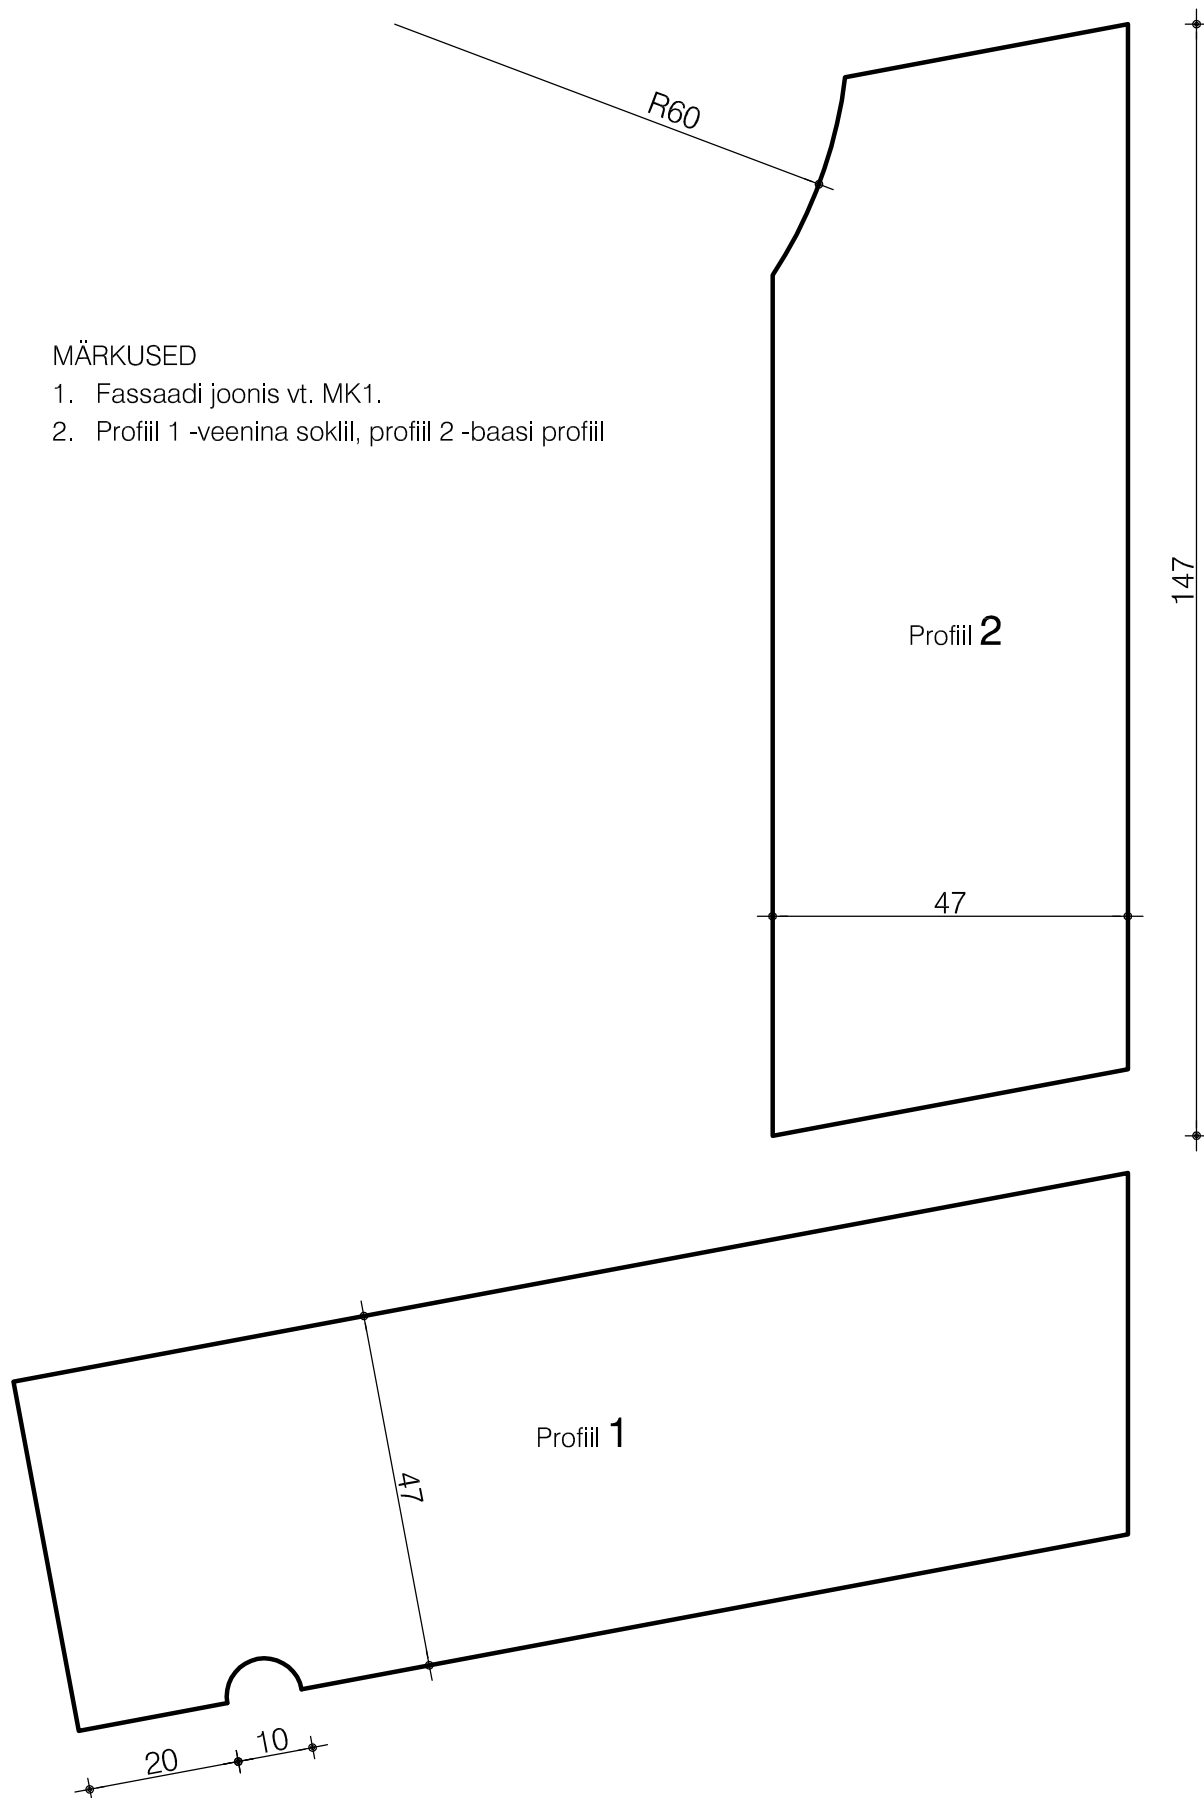 R60
MÄRKUSED
1. Fassaadi joonis vt. MK1.
2. Profiil 1 -veenina soklil, profiil 2 -baasi profiil
147
Profiil 2
47
Profiil 1
47
20
10